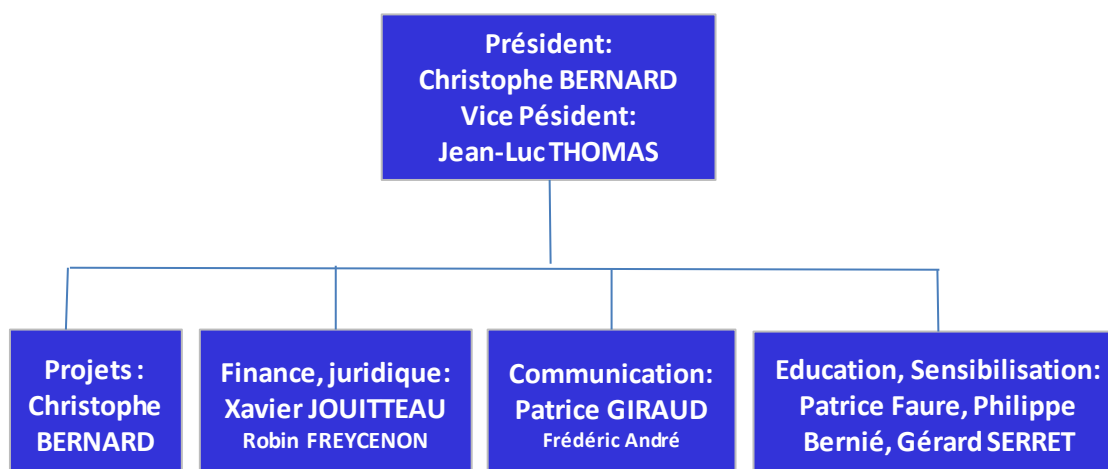 Président:
Christophe BERNARD
Vice Pésident:
Jean-Luc THOMAS
Projets :
Christophe
BERNARD
Finance, juridique:
Xavier JOUITTEAU
Robin FREYCENON
Communication:
Patrice GIRAUD
Frédéric André
Education, Sensibilisation:
Patrice Faure, Philippe
Bernié, Gérard SERRET